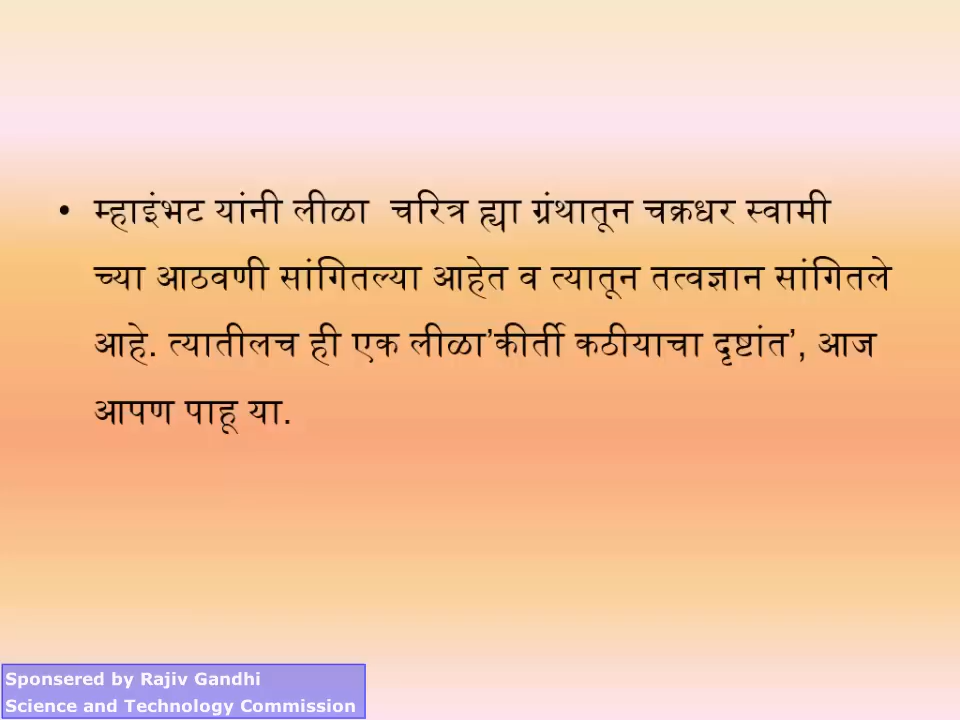 • म्हाइंभट यांनी लीळा चरित्र ह्या ग्रंथातून चक्रधर स्वामी
च्या आठवणी सांगितल्या आहेत व त्यातून तत्वज्ञान सांगितले
आहे. त्यातीलच ही एक लीळा’कीर्ती कठीयाचा दृष्टांत’, आज
आपण पाहू या.
Sponsered by Rajiv Gandhi
Science and Technology Commission